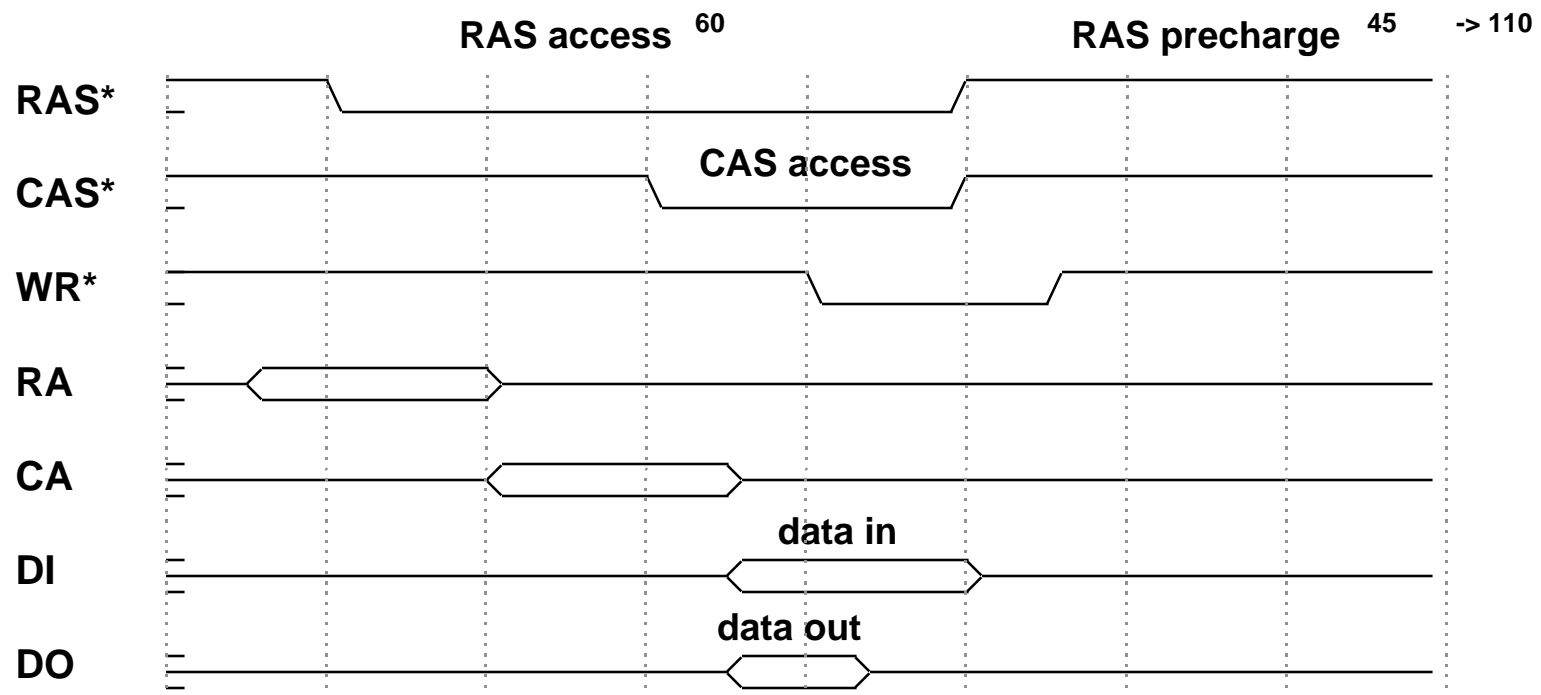 RAS access 60 RAS precharge 45 -> 110
RAS*
CAS access
CAS*
WR*
RA
CA
data in
DI
data out
DO